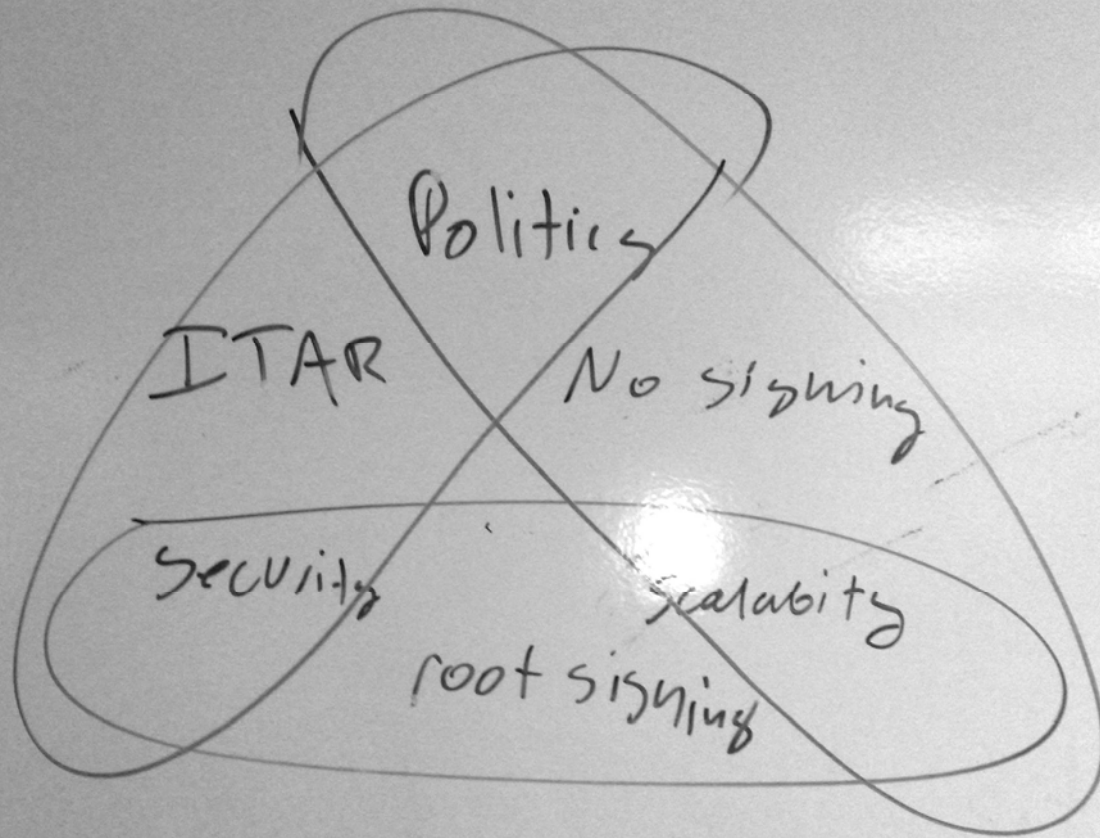 Politics
ITAR
No signing
Security
scalabity
root signing